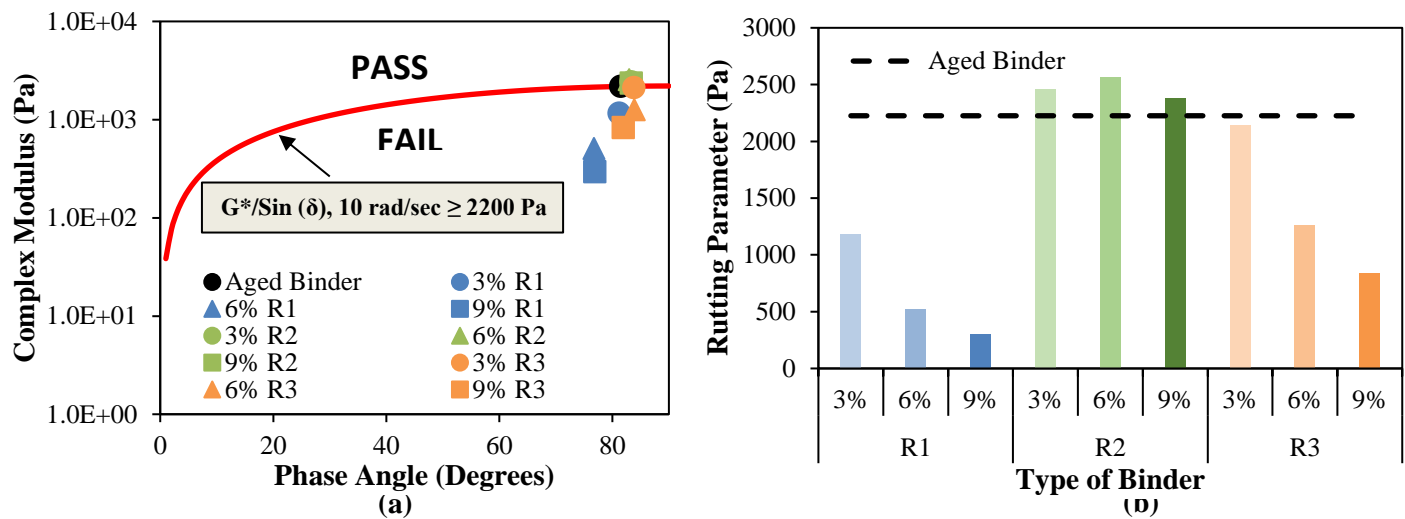 1.0E+04
1.0E+03
1.0E+02
1.0E+01
1.0E+00
Complex Modulus (Pa)
PASS
FAIL
G*/Sin (δ), 10 rad/sec ≥ 2200 Pa
Aged Binder 3% R1
6% R1 9% R1
3% R2 6% R2
9% R2 3% R3
6% R3 9% R3
0 20 40 60 80
Phase Angle (Degrees)
(a)
3000
2500
2000
1500
1000
500
0
Rutting Parameter (Pa)
Aged Binder
3% 6% 9% 3% 6% 9% 3% 6% 9%
R1 R2 R3
Type of Binder
(b)